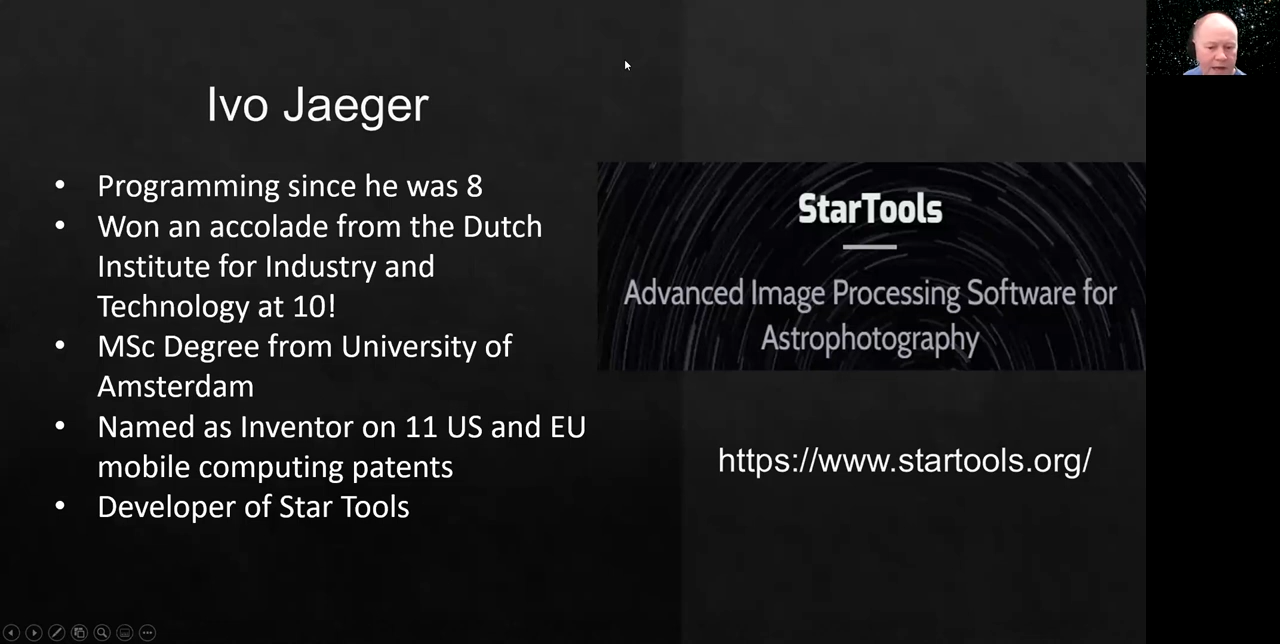 Ivo Jaeger
• Programming since he was 8
• Won an accolade from the Dutch
Institute for Industry and
Technology at 10!
• MSc Degree from University of
Amsterdam
• Named as Inventor on 11 US and EU
mobile computing patents
• Developer of Star Tools
StarTools
Advanced Image Processing Software for
Astrophotography
https://www.startools.org/